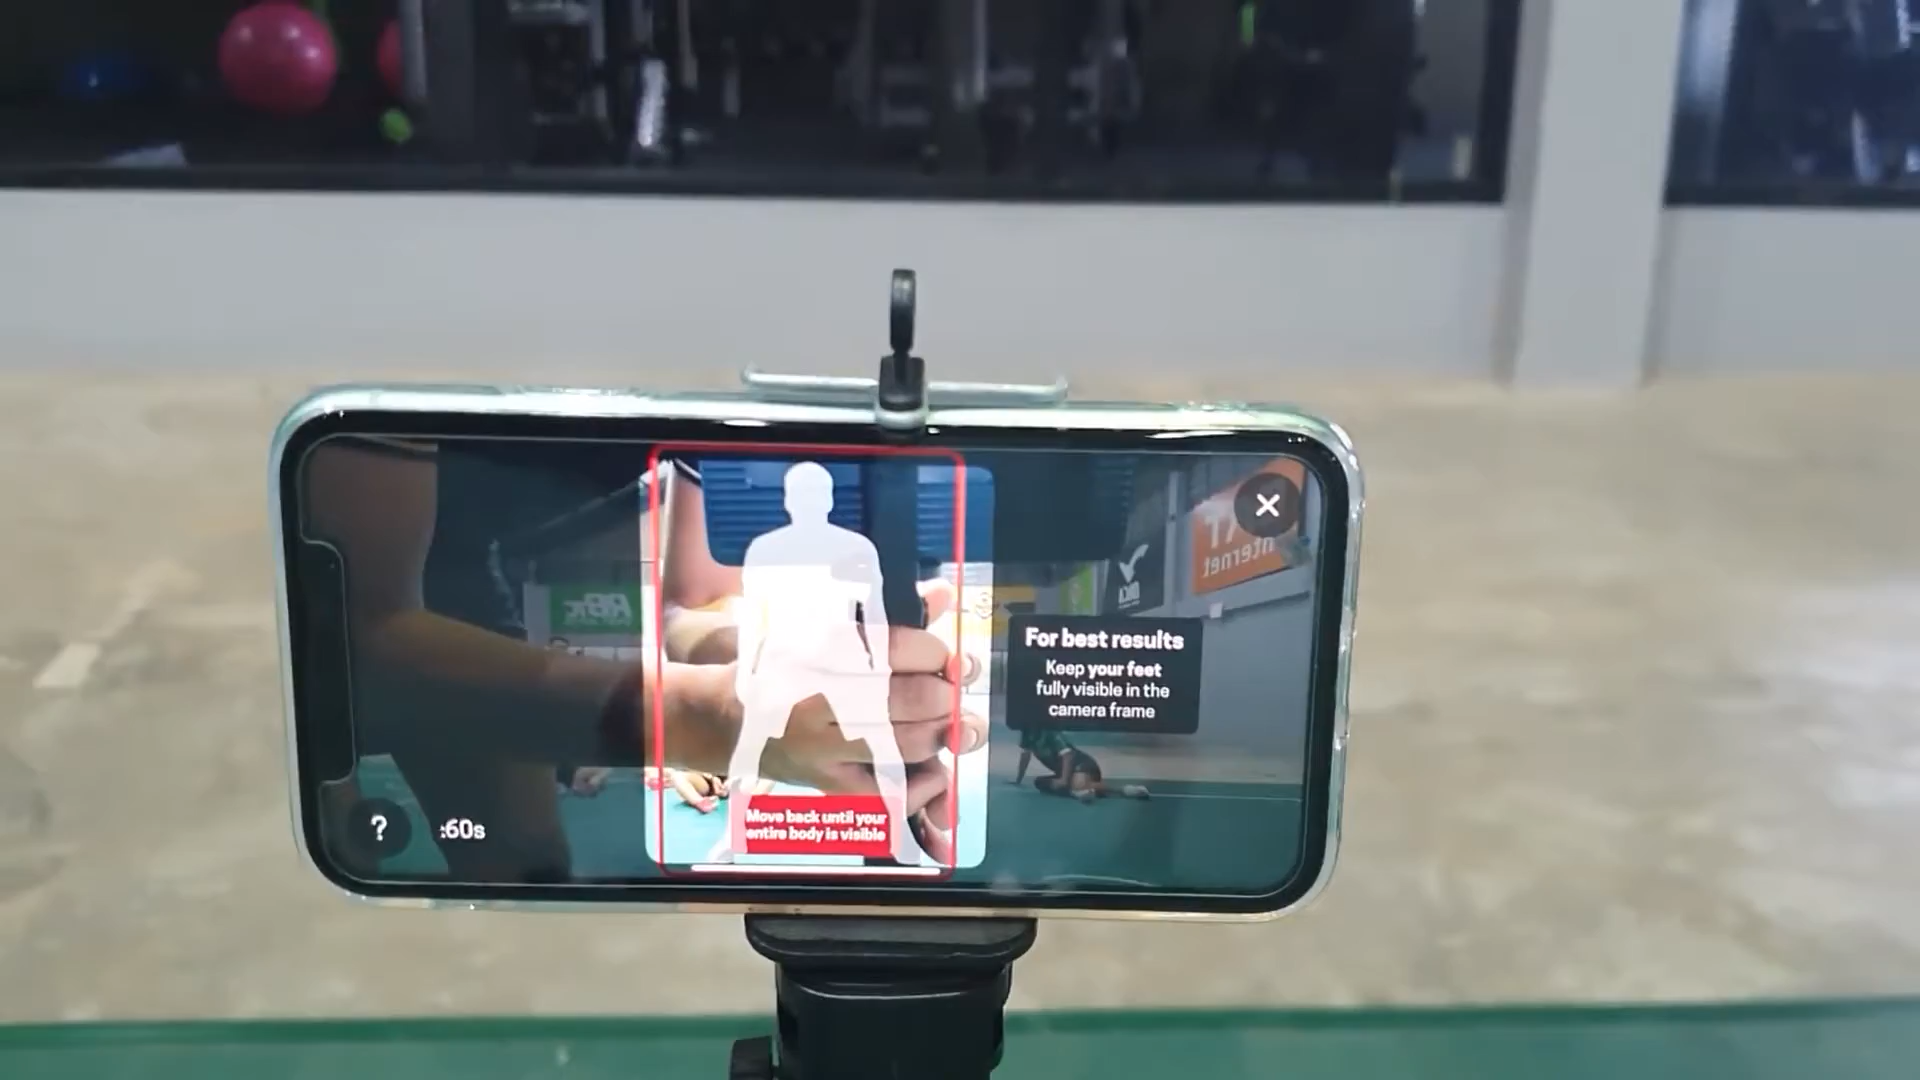 For best results
Keep your feet
fully visible in the
camera frame
Move back until your
entire body is visible
?
:60s
nternet